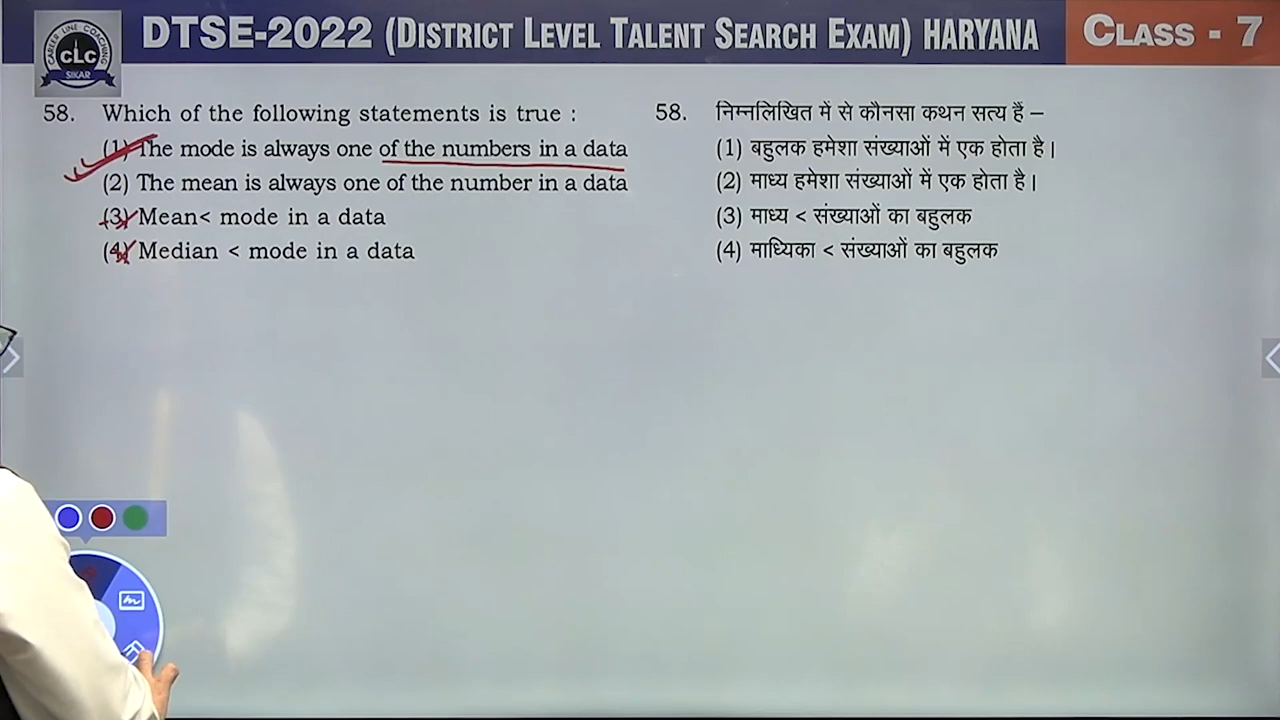 DTSE-2022 (DISTRICT LEVEL TALENT SEARCH EXAM) HARYANA
CLASS - 7
CAREER LINE COACHING
CLC
SIKAR
58. Which of the following statements is true :
(1) The mode is always one of the numbers in a data
(2) The mean is always one of the number in a data
(3) Mean< mode in a data
(4) Median < mode in a data
58. निम्नलिखित में से कौनसा कथन सत्य हैं –
(1) बहुलक हमेशा संख्याओं में एक होता है।
(2) माध्य हमेशा संख्याओं में एक होता है।
(3) माध्य < संख्याओं का बहुलक
(4) माध्यिका < संख्याओं का बहुलक